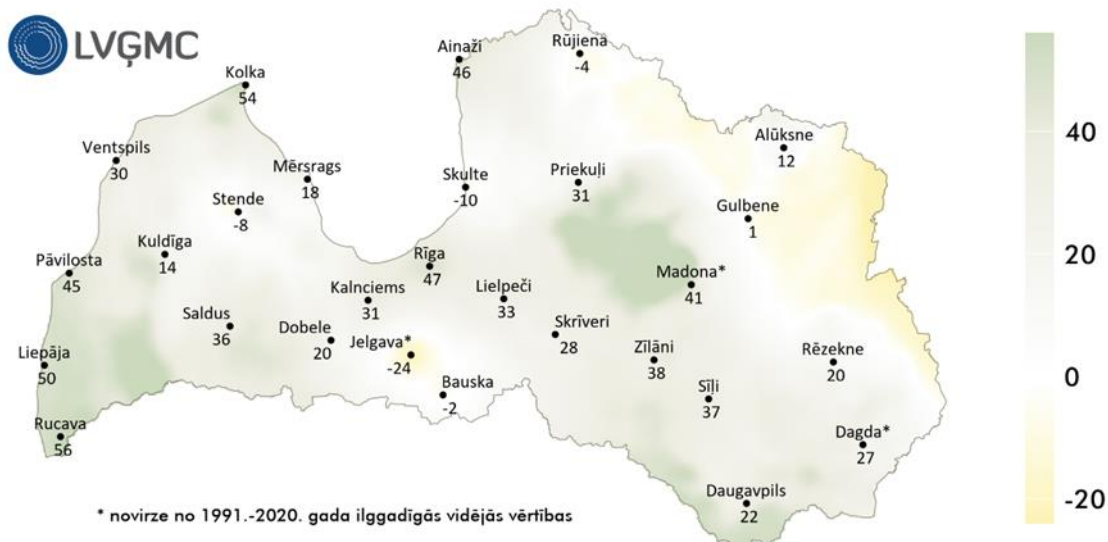 LVĢMC
Ainaži
46
Rūjiena
-4
Kolka
54
40
Alūksne
12
Ventspils
30
Mērsrags
18
Skulte
-10
Priekuļi
31
Stende
-8
Gulbene
1
Kuldīga
14
Rīga
47
20
Pāvilosta
45
Madona*
41
Kalnciems
31
Lielpeči
33
Saldus
36
Dobele
20
Jelgava*
-24
Skrīveri
28
Zīlāni
38
Rēzekne
20
0
Liepāja
50
Bauska
-2
Sīļi
37
Rucava
56
Dagda*
27
Daugavpils
22
-20
* novirze no 1991.-2020. gada ilggadīgās vidējās vērtības